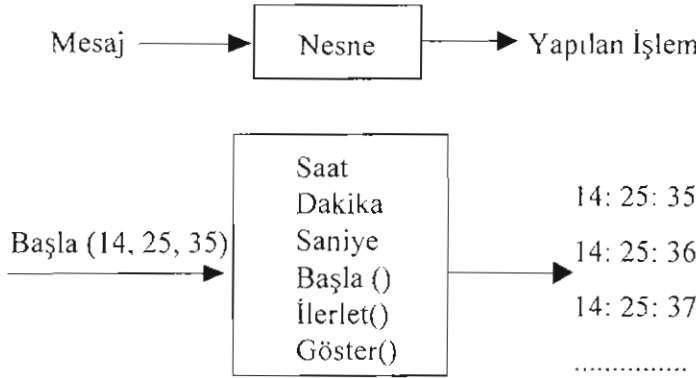 Mesaj Nesne Yapılan İşlem
Saat
Dakika
Saniye
Başla ()
İlerlet()
Göster()
Başla (14, 25, 35)
14: 25: 35
14: 25: 36
14: 25: 37
...............